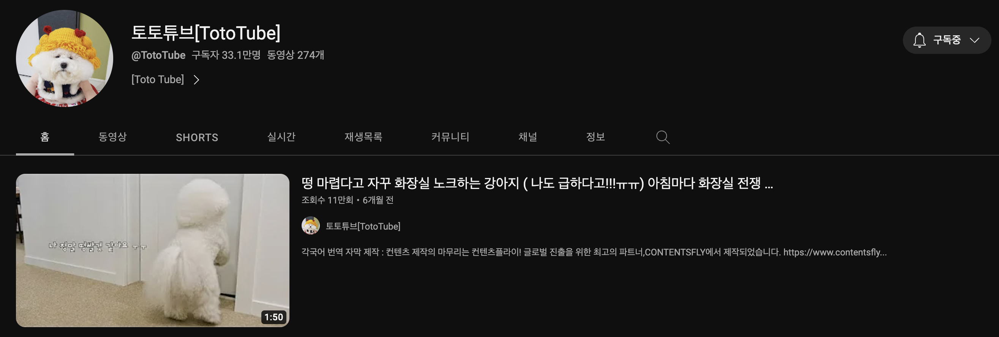 토토튜브[TotoTube]
@TotoTube 구독자 33.1만명 동영상 274개
[Toto Tube]
구독중
홈 동영상 SHORTS 실시간 재생목록 커뮤니티 채널 정보
나 정말 떵쌀것 같아요 ㅜㅜ
1:50
떵 마렵다고 자꾸 화장실 노크하는 강아지 ( 나도 급하다고!!!ㅠㅠ) 아침마다 화장실 전쟁 ...
조회수 11만회 • 6개월 전
토토튜브[TotoTube]
각국어 번역 자막 제작 : 컨텐츠 제작의 마무리는 컨텐츠플라이! 글로벌 진출을 위한 최고의 파트너,CONTENTSFLY에서 제작되었습니다. https://www.contentsfly...